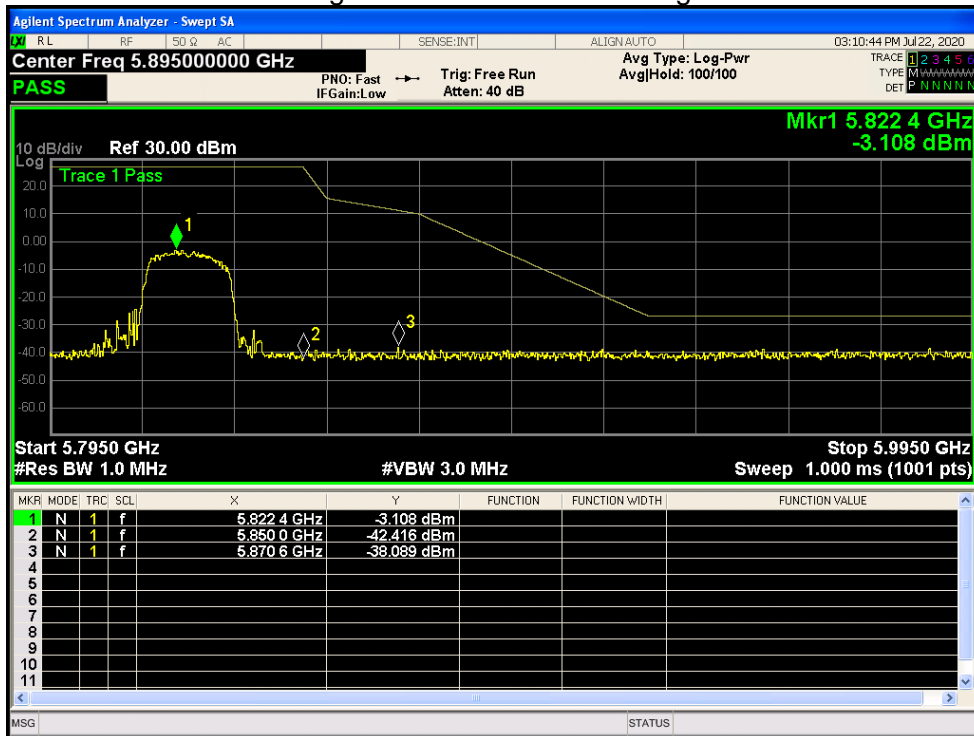 Agilent Spectrum Analyzer - Swept SA
LXI RL RF 50 Ω AC SENSE:INT ALIGN AUTO 03:10:44 PM Jul 22, 2020
Center Freq 5.895000000 GHz Avg Type: Log-Pwr TRACE 1 2 3 4 5 6
PASS PNO: Fast Trig: Free Run Avg|Hold: 100/100 TYPE M
IFGain:Low Atten: 40 dB DET P N N N N N
Mkr1 5.822 4 GHz
10 dB/div Ref 30.00 dBm -3.108 dBm
Log
Trace 1 Pass
20.0
10.0
1
0.00
-10.0
-20.0
-30.0
2
3
-40.0
-50.0
-60.0
Start 5.7950 GHz Stop 5.9950 GHz
#Res BW 1.0 MHz #VBW 3.0 MHz Sweep 1.000 ms (1001 pts)
MKR MODE TRC SCL X Y FUNCTION FUNCTION WIDTH FUNCTION VALUE
1 N 1 f 5.822 4 GHz -3.108 dBm
2 N 1 f 5.850 0 GHz -42.416 dBm
3 N 1 f 5.870 6 GHz -38.089 dBm
4
5
6
7
8
9
10
11
MSG STATUS